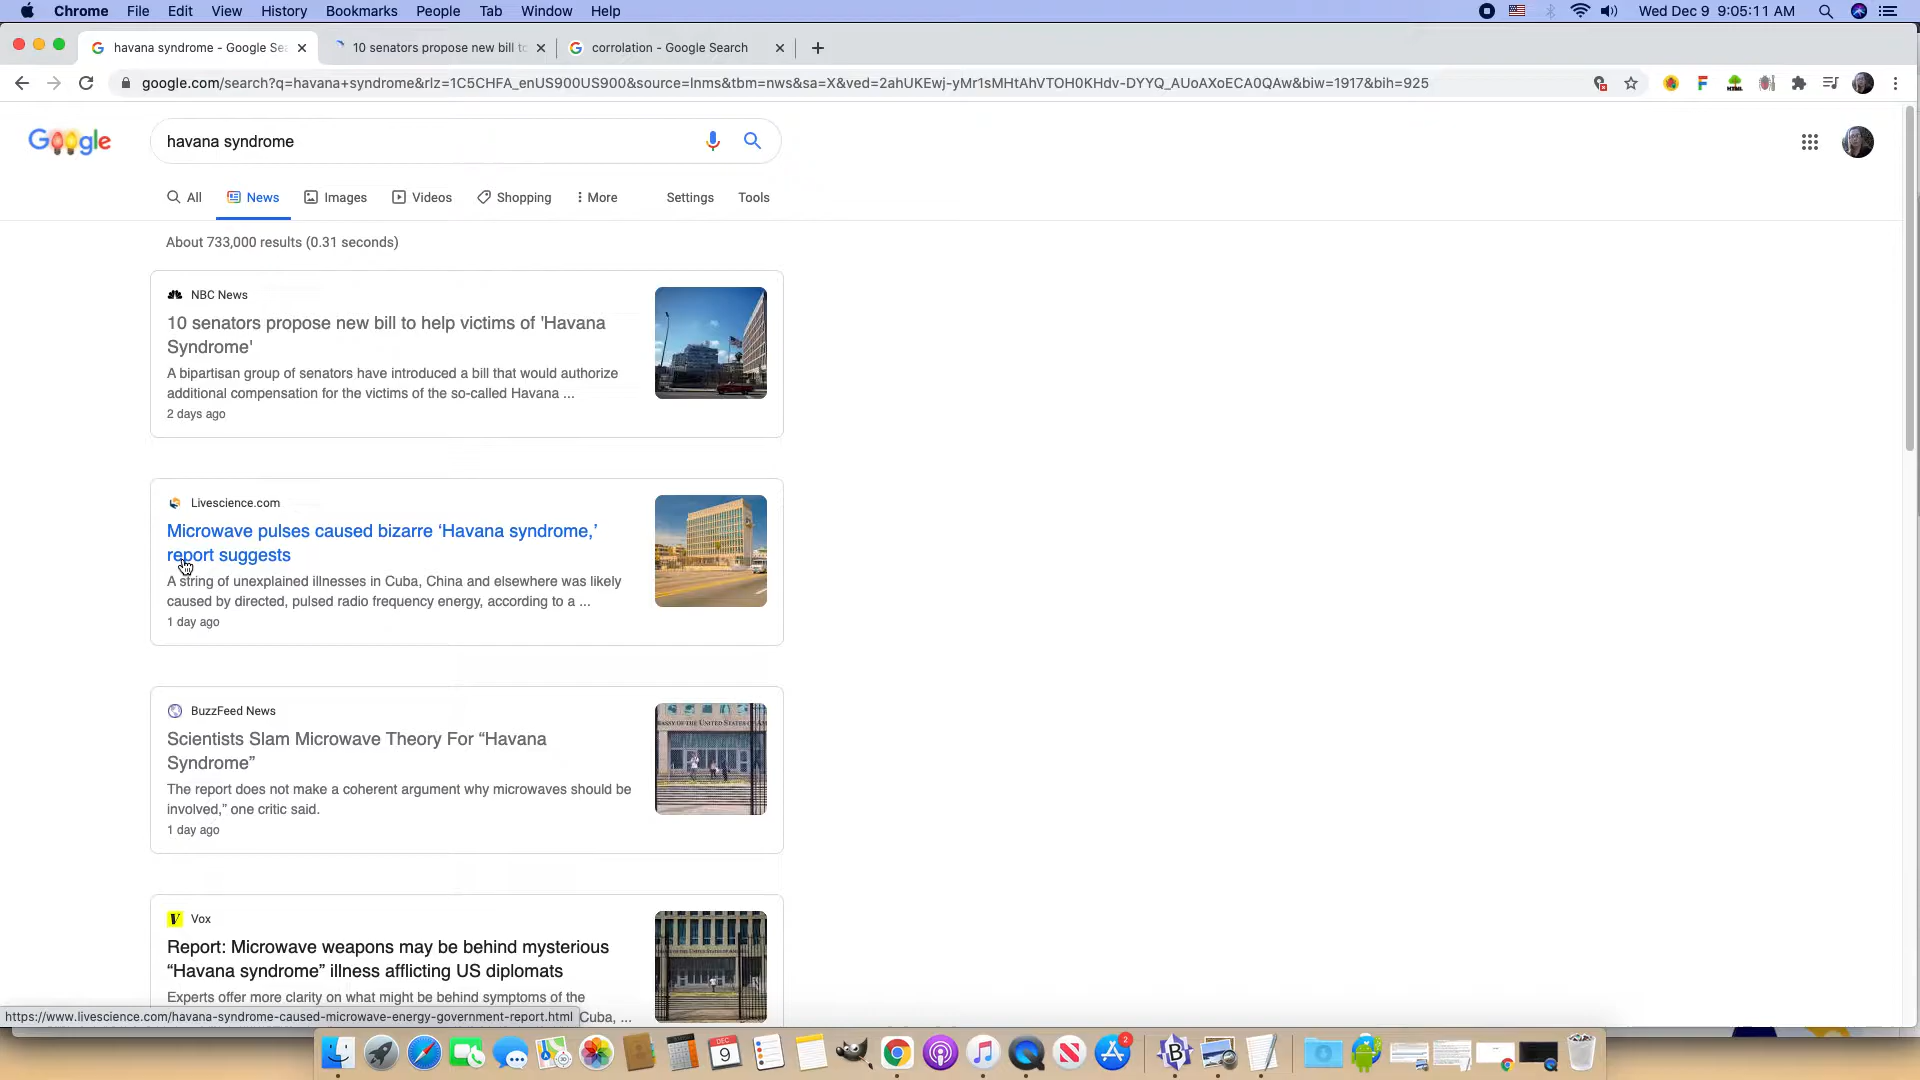 Chrome File Edit View History Bookmarks People Tab Window Help Wed Dec 9 9:05:11 AM
havana syndrome - Google Se 10 senators propose new bill to corrolation - Google Search
google.com/search?q=havana+syndrome&rlz=1C5CHFA_enUS900US900&source=lnms&tbm=nws&sa=X&ved=2ahUKEwj-yMr1sMHtAhVTOH0KHdv-DYYQ_AUoAXoECA0QAw&biw=1917&bih=925
Google havana syndrome
All News Images Videos Shopping More Settings Tools
About 733,000 results (0.31 seconds)
NBC News
10 senators propose new bill to help victims of 'Havana
Syndrome'
A bipartisan group of senators have introduced a bill that would authorize
additional compensation for the victims of the so-called Havana ...
2 days ago
Livescience.com
Microwave pulses caused bizarre ‘Havana syndrome,’
report suggests
A string of unexplained illnesses in Cuba, China and elsewhere was likely
caused by directed, pulsed radio frequency energy, according to a ...
1 day ago
BuzzFeed News
Scientists Slam Microwave Theory For “Havana
Syndrome”
The report does not make a coherent argument why microwaves should be
involved,” one critic said.
1 day ago
V Vox
Report: Microwave weapons may be behind mysterious
“Havana syndrome” illness afflicting US diplomats
Experts offer more clarity on what might be behind symptoms of the
https://www.livescience.com/havana-syndrome-caused-microwave-energy-government-report.html Cuba, ...
DEC
9
2